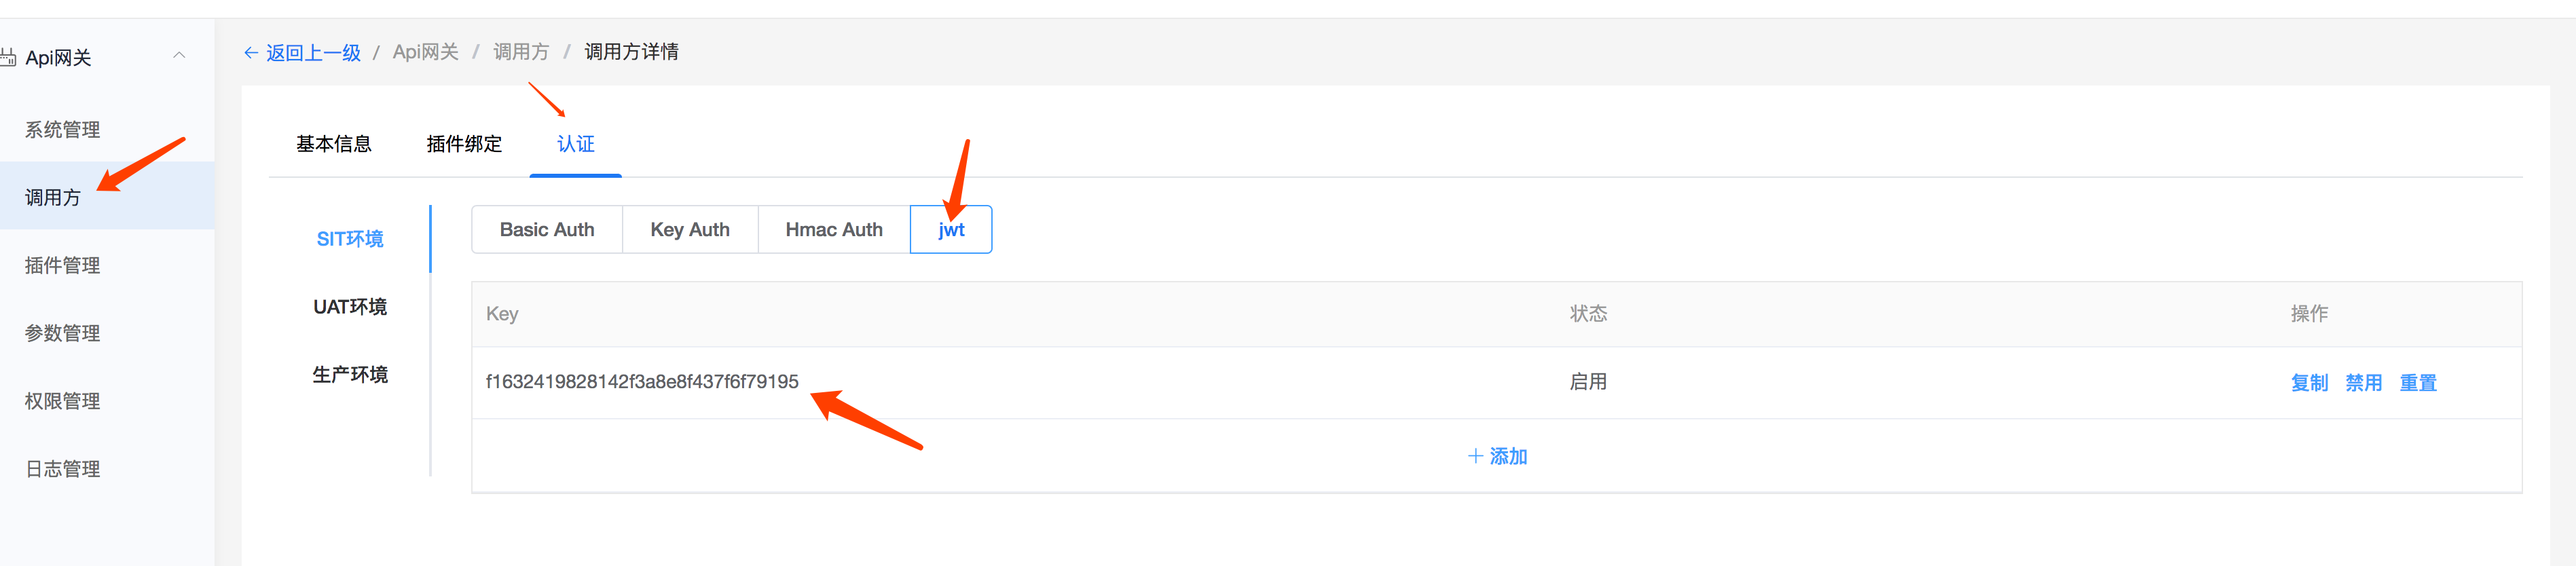 Api网关
系统管理
调用方
插件管理
参数管理
权限管理
日志管理
← 返回上一级 / Api网关 / 调用方 / 调用方详情
基本信息 插件绑定 认证
SIT环境
UAT环境
生产环境
Basic Auth Key Auth Hmac Auth jwt
Key 状态 操作
f1632419828142f3a8e8f437f6f79195 启用 复制 禁用 重置
+ 添加